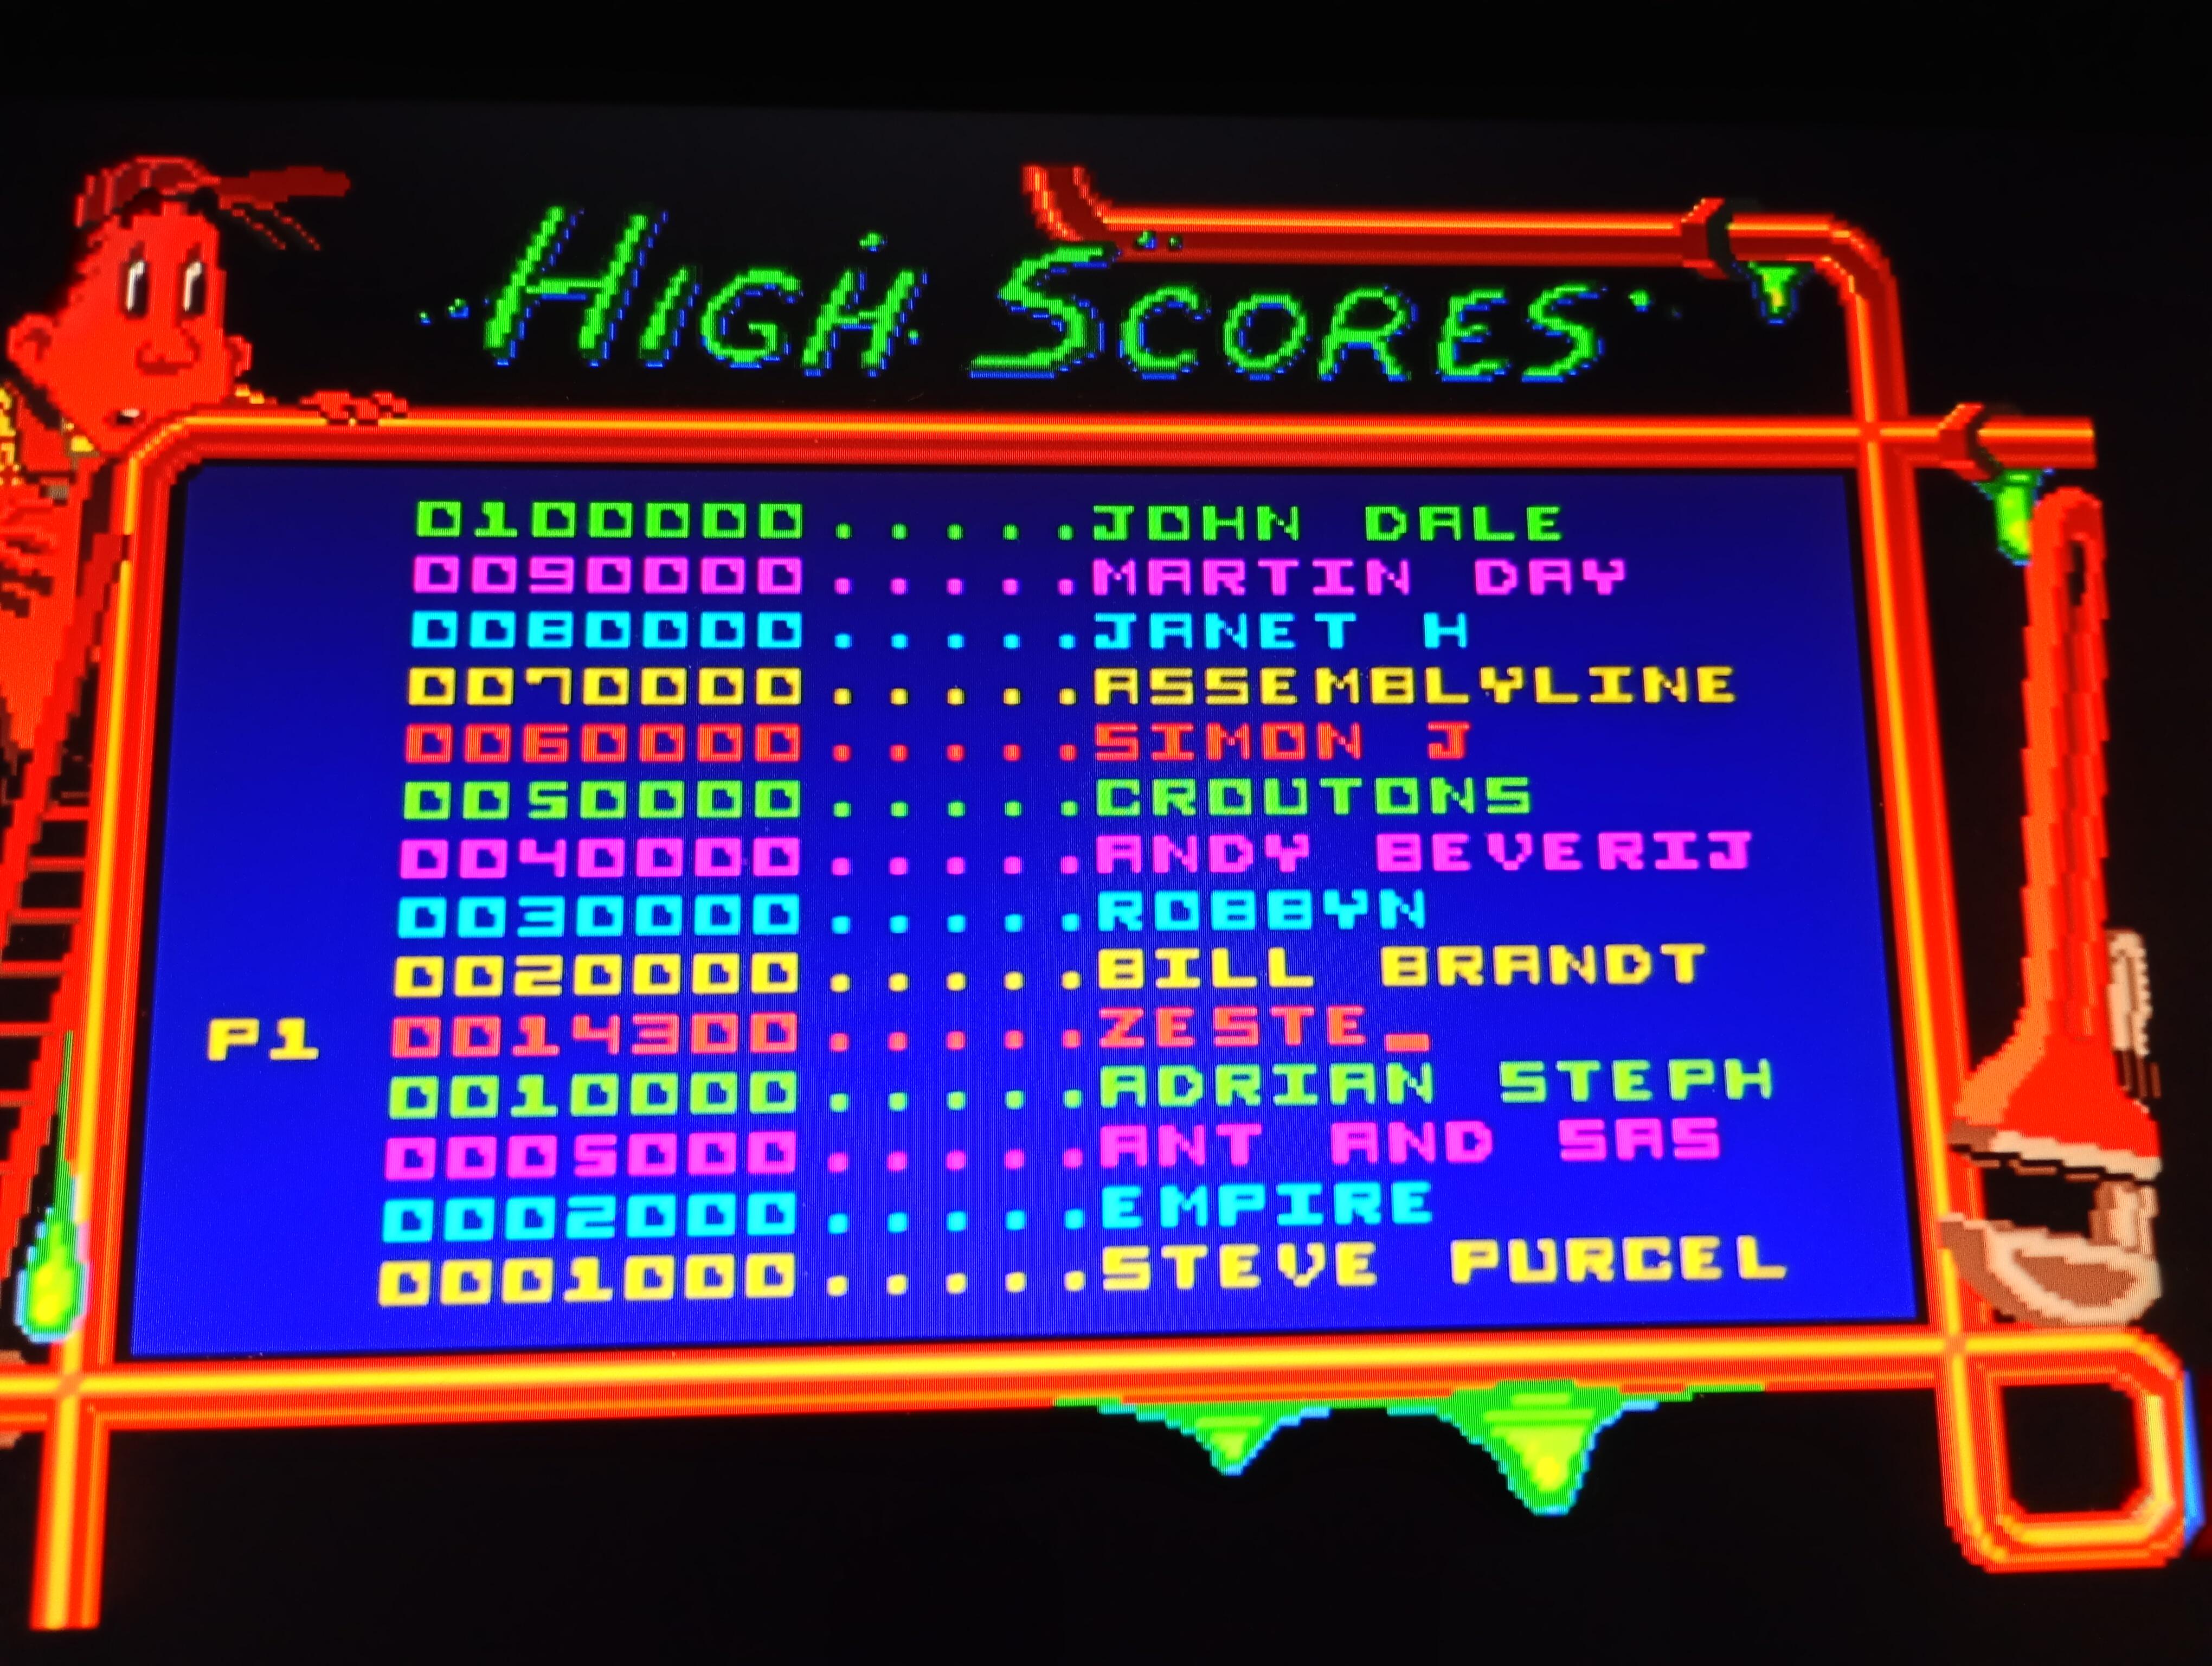 HIGH SCORES
0100000.....JOHN DALE
0090000.....MARTIN DAY
0080000.....JANET H
0070000.....ASSEMBLYLINE
0060000.....SIMON J
0050000.....CROUTONS
0040000.....ANDY BEVERIJ
0030000.....ROBBYN
0020000.....BILL BRANDT
P1 0014300.....ZESTE_
0010000.....ADRIAN STEPH
0005000.....ANT AND SAS
0002000.....EMPIRE
0001000.....STEVE PURCEL